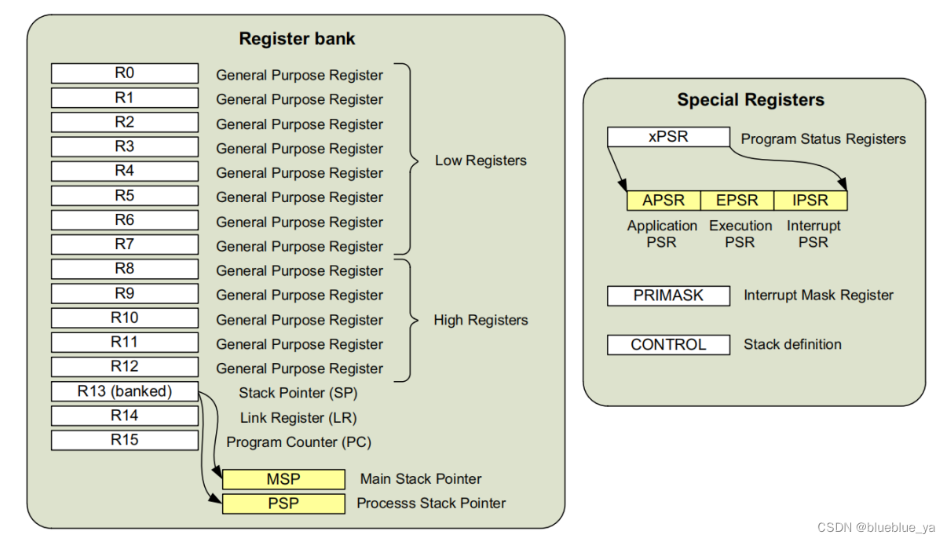 Register bank
R0 General Purpose Register
R1 General Purpose Register
R2 General Purpose Register
R3 General Purpose Register
Low Registers
R4 General Purpose Register
R5 General Purpose Register
R6 General Purpose Register
R7 General Purpose Register
R8 General Purpose Register
R9 General Purpose Register
R10 General Purpose Register
High Registers
R11 General Purpose Register
R12 General Purpose Register
R13 (banked) Stack Pointer (SP)
R14 Link Register (LR)
R15 Program Counter (PC)
MSP Main Stack Pointer
PSP Processs Stack Pointer
Special Registers
xPSR Program Status Registers
APSR EPSR IPSR
Application Execution Interrupt
PSR PSR PSR
PRIMASK Interrupt Mask Register
CONTROL Stack definition
CSDN @blueblue_ya